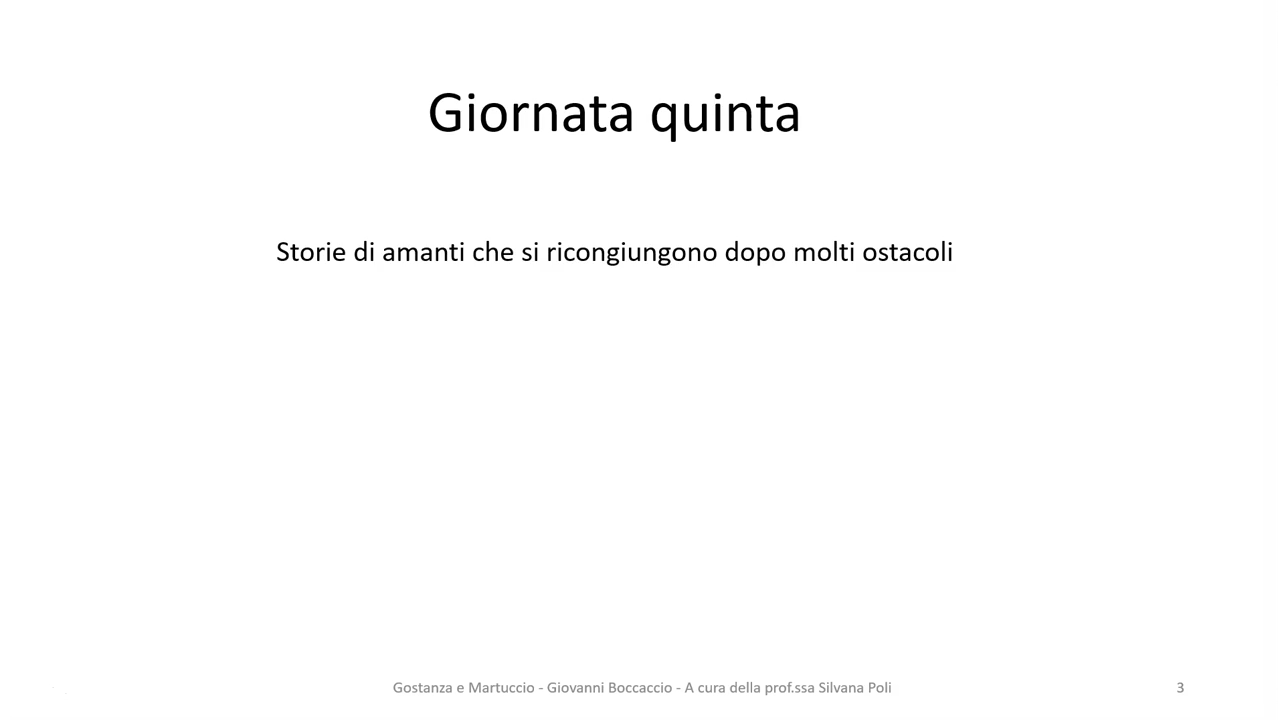 Giornata quinta
Storie di amanti che si ricongiungono dopo molti ostacoli
Gostanza e Martuccio - Giovanni Boccaccio - A cura della prof.ssa Silvana Poli
3